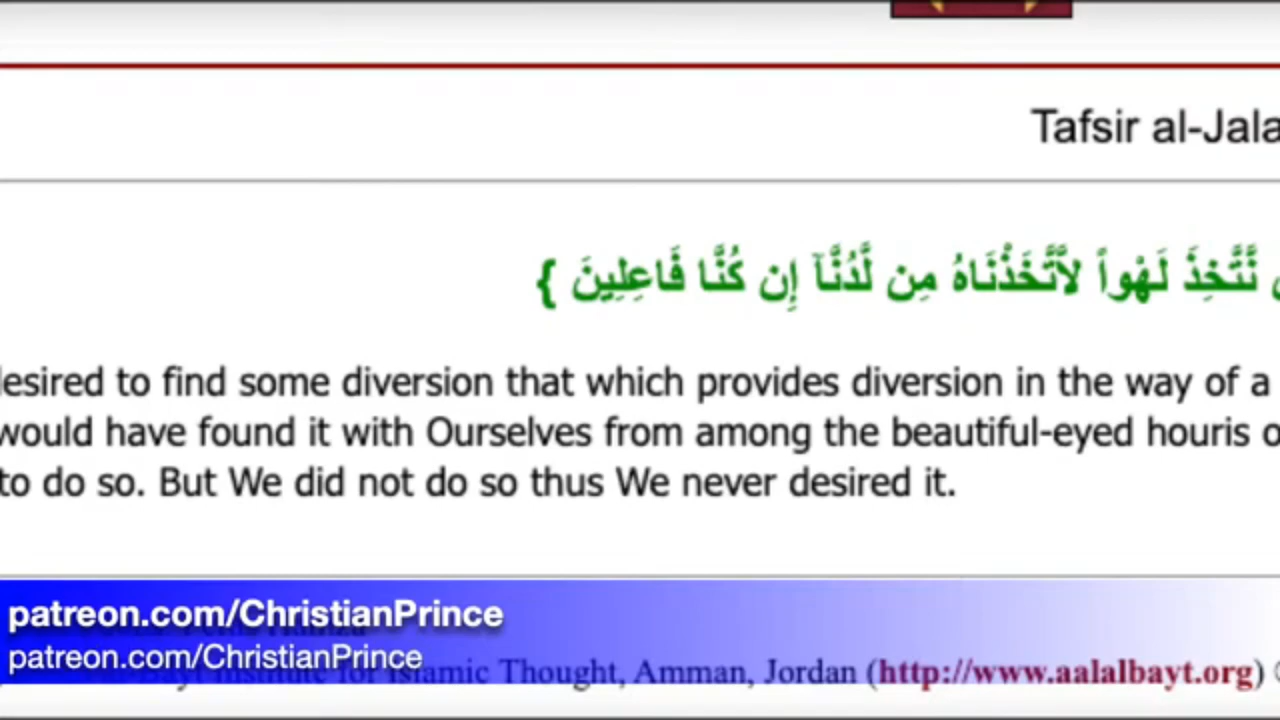 Tafsir al-Jala
نَّتَّخِذَ لَهْواً لاَّتَّخَذْنَاهُ مِن لَّدُنَّآ إِن كُنَّا فَاعِلِينَ }
esired to find some diversion that which provides diversion in the way of a
would have found it with Ourselves from among the beautiful-eyed houris o
to do so. But We did not do so thus We never desired it.
patreon.com/ChristianPrince
patreon.com/ChristianPrince
Institute for Islamic Thought, Amman, Jordan (http://www.aalalbayt.org) ©